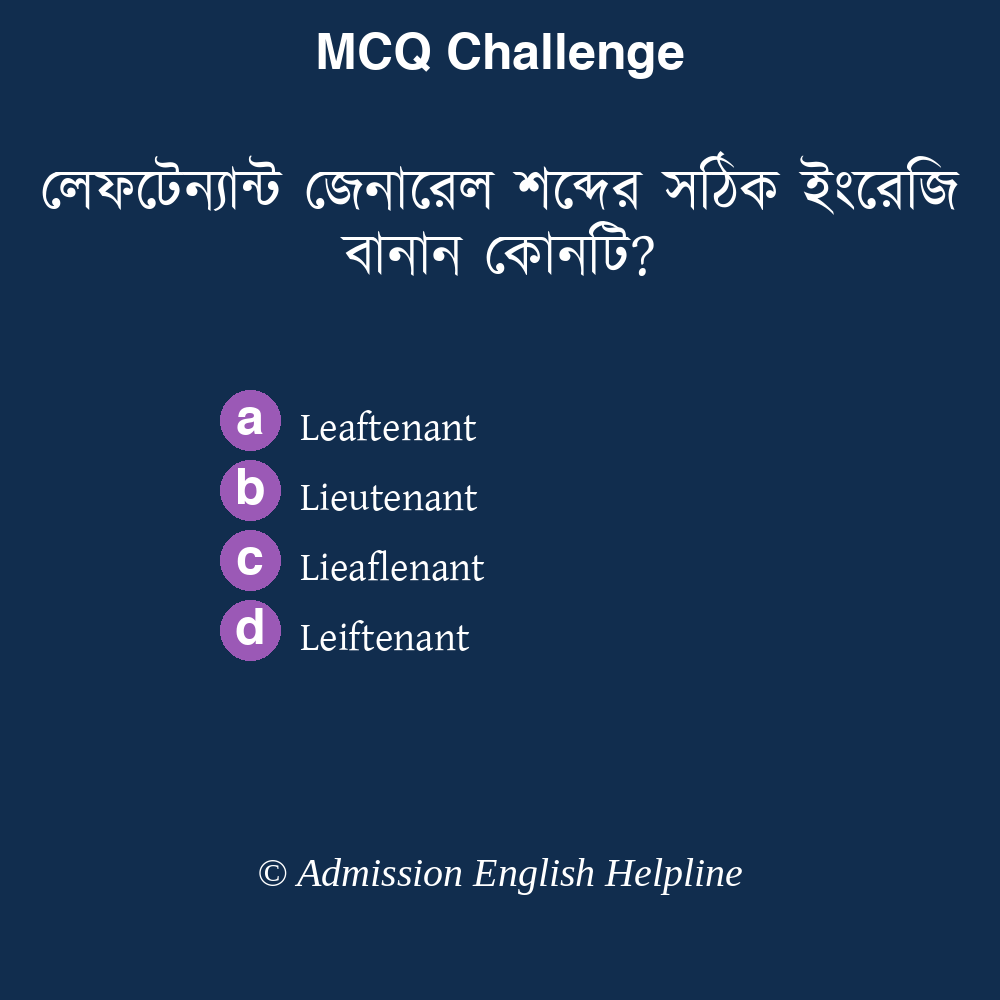 MCQ Challenge
লেফটেন্যান্ট জেনারেল শব্দের সঠিক ইংরেজি
বানান কোনটি?
a Leaftenant
b Lieutenant
c Lieaflenant
d Leiftenant
© Admission English Helpline